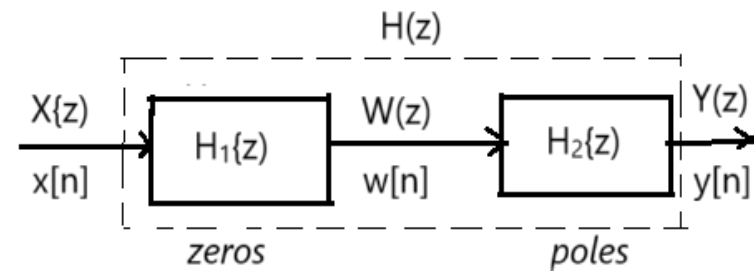 H(z)
X{z) W(z) Y(z)
H₁{z) H₂{z)
x[n] w[n] y[n]
zeros poles